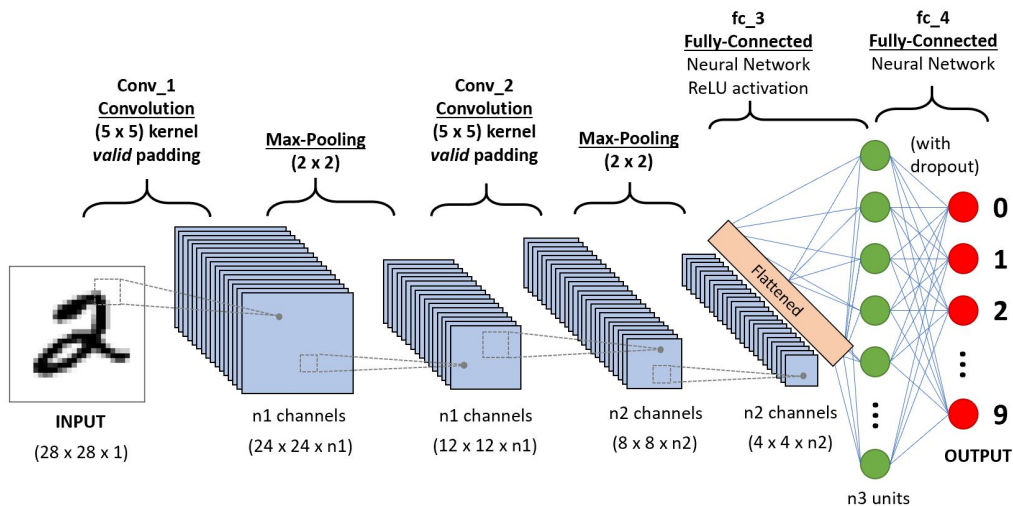 Conv_1
Convolution
(5 x 5) kernel
valid padding
Max-Pooling
(2 x 2)
Conv_2
Convolution
(5 x 5) kernel
valid padding
Max-Pooling
(2 x 2)
fc_3
Fully-Connected
Neural Network
ReLU activation
fc_4
Fully-Connected
Neural Network
(with
dropout)
2
INPUT
(28 x 28 x 1)
n1 channels
(24 x 24 x n1)
n1 channels
(12 x 12 x n1)
n2 channels
(8 x 8 x n2)
n2 channels
(4 x 4 x n2)
Flattened
n3 units
0
1
2
9
OUTPUT